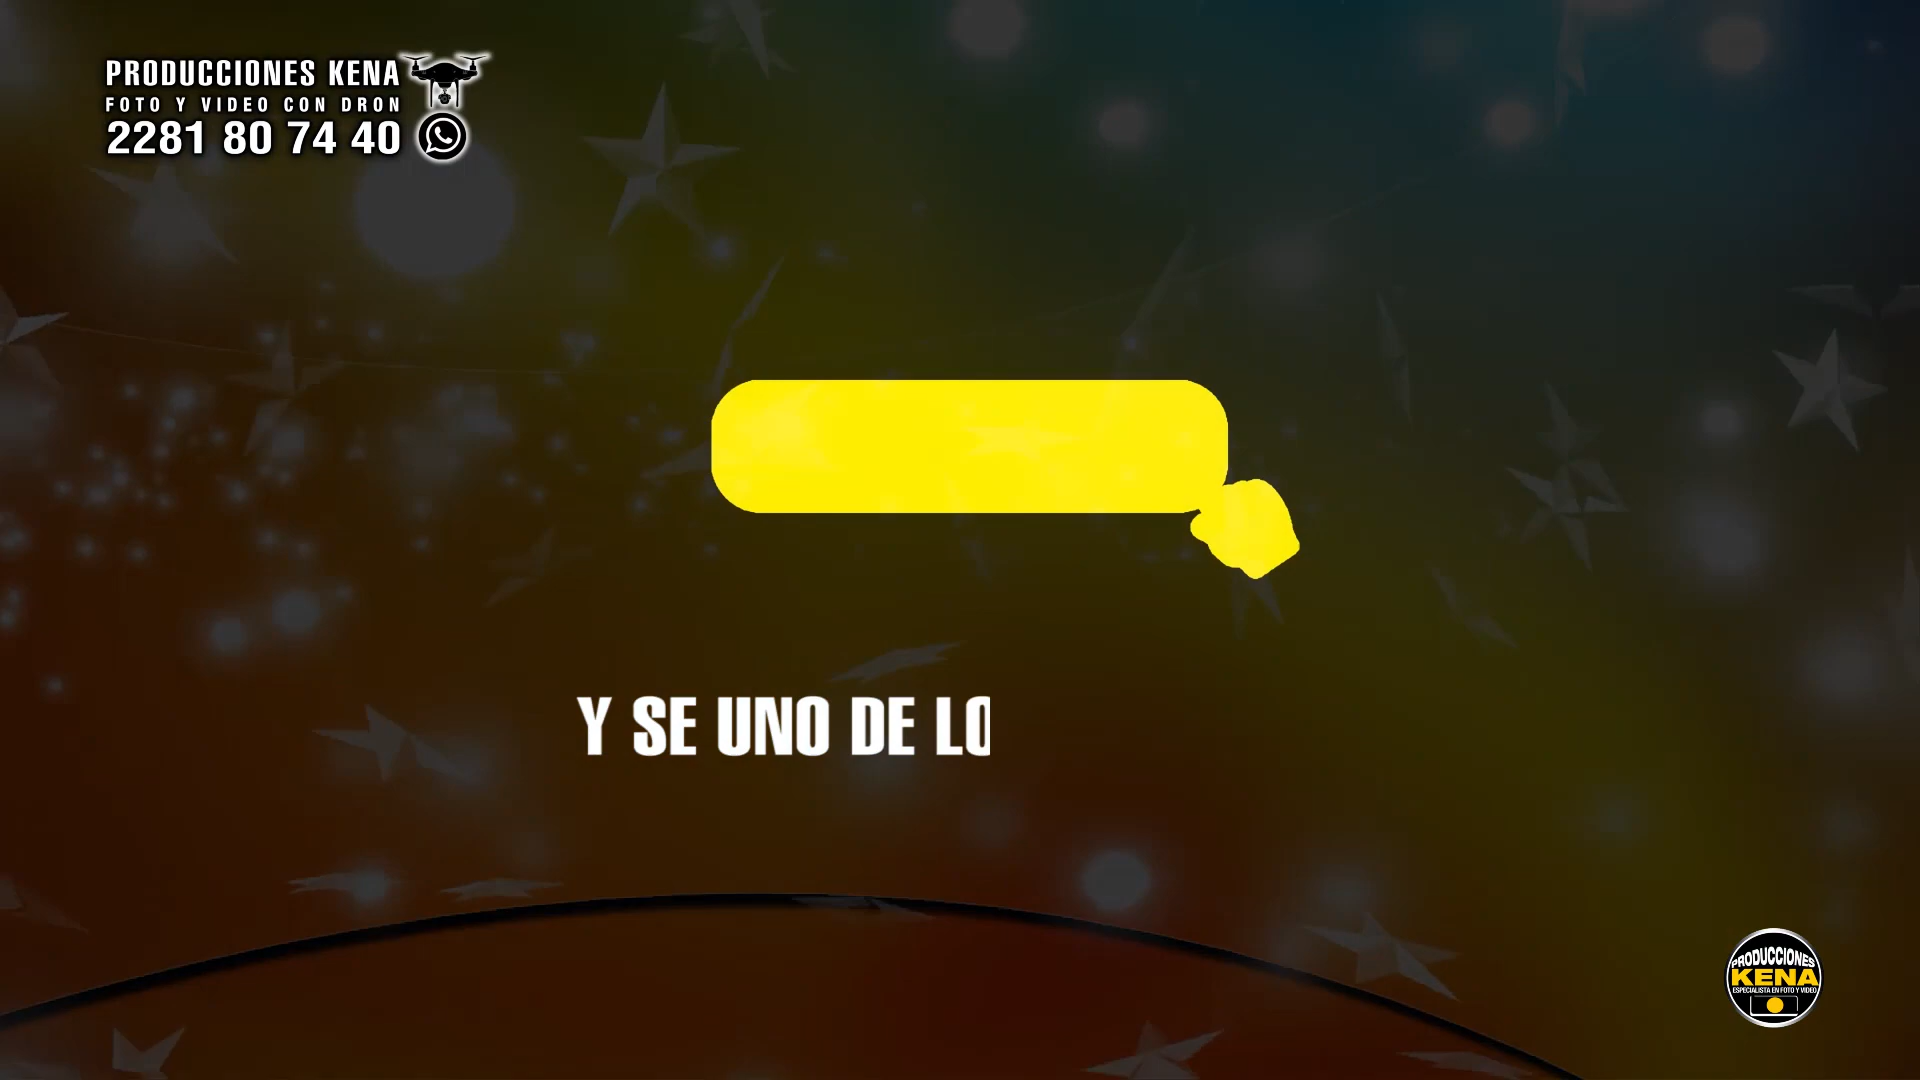 PRODUCCIONES KENA
FOTO Y VIDEO CON DRON
2281 80 74 40
Y SE UNO DE LO
PRODUCCIONES
KENA
ESPECIALISTA EN FOTO Y VIDEO